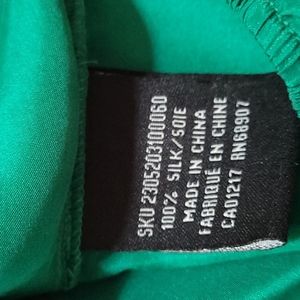 SKU 2305203100060
100% SILK/SOIE
MADE IN CHINA
FABRIQUÉ EN CHINE
CA01217 RN68907